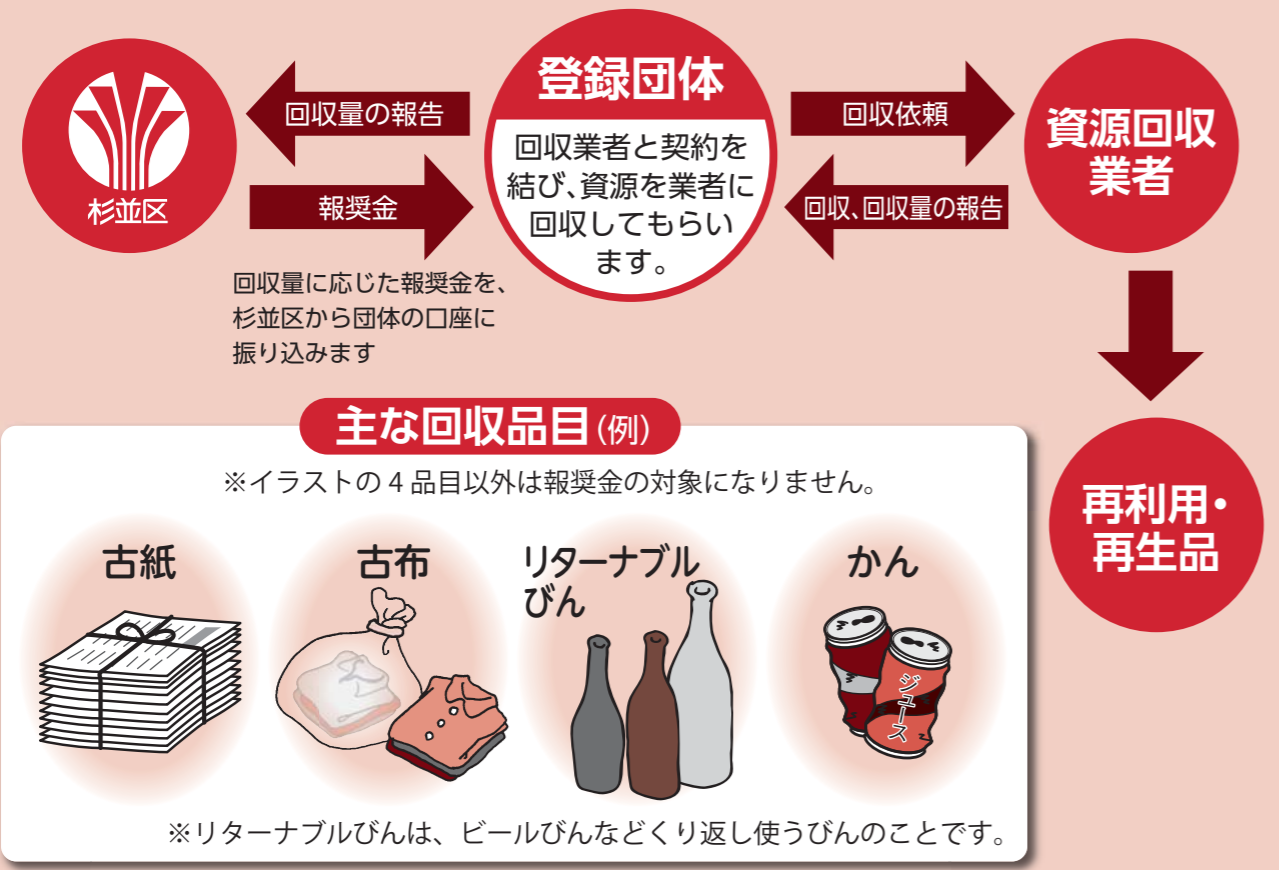 杉並区
回収量の報告
報奨金
回収量に応じた報奨金を、
杉並区から団体の口座に
振り込みます
登録団体
回収業者と契約を
結び、資源を業者に
回収してもらい
ます。
回収依頼
回収、回収量の報告
資源回収
業者
再利用・
再生品
主な回収品目(例)
※イラストの4品目以外は報奨金の対象になりません。
古紙
古布
リターナブル
びん
かん
ジュース
※リターナブルびんは、ビールびんなどくり返し使うびんのことです。